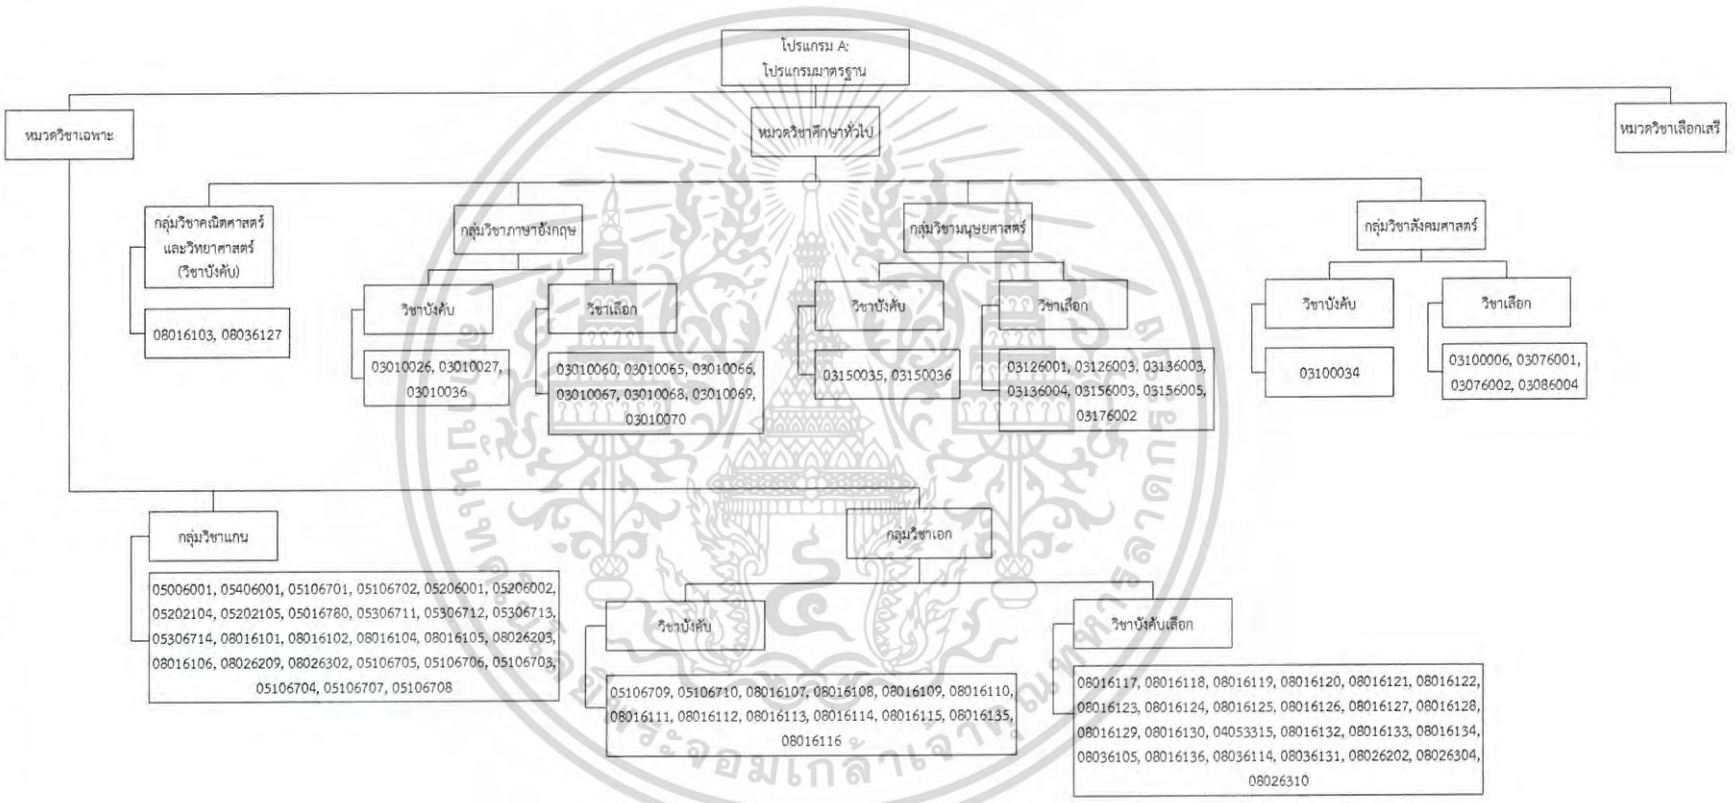 โปรแกรม A:
โปรแกรมมาตรฐาน
หมวดวิชาเฉพาะ
หมวดวิชาศึกษาทั่วไป
หมวดวิชาเลือกเสรี
กลุ่มวิชาคณิตศาสตร์
และวิทยาศาสตร์
(วิชาบังคับ)
08016103, 08036127
กลุ่มวิชาภาษาอังกฤษ
วิชาบังคับ
03010026, 03010027,
03010036
วิชาเลือก
03010060, 03010065, 03010066,
03010067, 03010068, 03010069,
03010070
กลุ่มวิชามนุษยศาสตร์
วิชาบังคับ
03150035, 03150036
วิชาเลือก
03126001, 03126003, 03136003,
03136004, 03156003, 03156005,
03176002
กลุ่มวิชาสังคมศาสตร์
วิชาบังคับ
03100034
วิชาเลือก
03100006, 03076001,
03076002, 03086004
กลุ่มวิชาแกน
05006001, 05406001, 05106701, 05106702, 05206001, 05206002,
05202104, 05202105, 05016780, 05306711, 05306712, 05306713,
05306714, 08016101, 08016102, 08016104, 08016105, 08026203,
08016106, 08026209, 08026302, 05106705, 05106706, 05106703,
05106704, 05106707, 05106708
กลุ่มวิชาเอก
วิชาบังคับ
05106709, 05106710, 08016107, 08016108, 08016109, 08016110,
08016111, 08016112, 08016113, 08016114, 08016115, 08016135,
08016116
วิชาบังคับเลือก
08016117, 08016118, 08016119, 08016120, 08016121, 08016122,
08016123, 08016124, 08016125, 08016126, 08016127, 08016128,
08016129, 08016130, 04053315, 08016132, 08016133, 08016134,
08036105, 08016136, 08036114, 08036131, 08026202, 08026304,
08026310